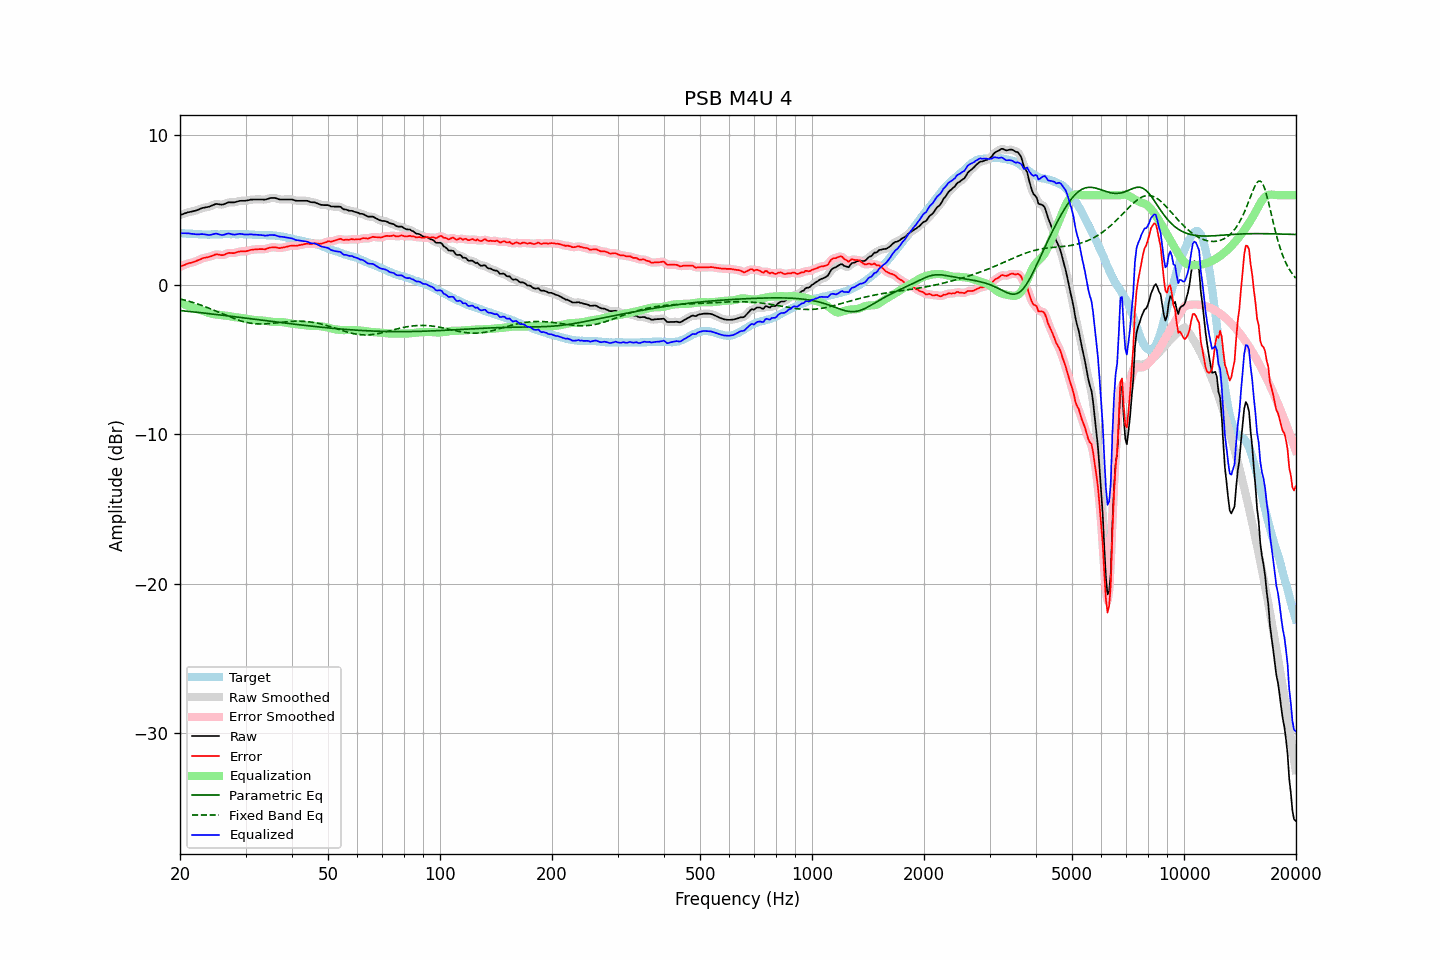 PSB M4U 4
10
0
−10
−20
−30
Amplitude (dBr)
Target
Raw Smoothed
Error Smoothed
Raw
Error
Equalization
Parametric Eq
Fixed Band Eq
Equalized
20 50 100 200 500 1000 2000 5000 10000 20000
Frequency (Hz)